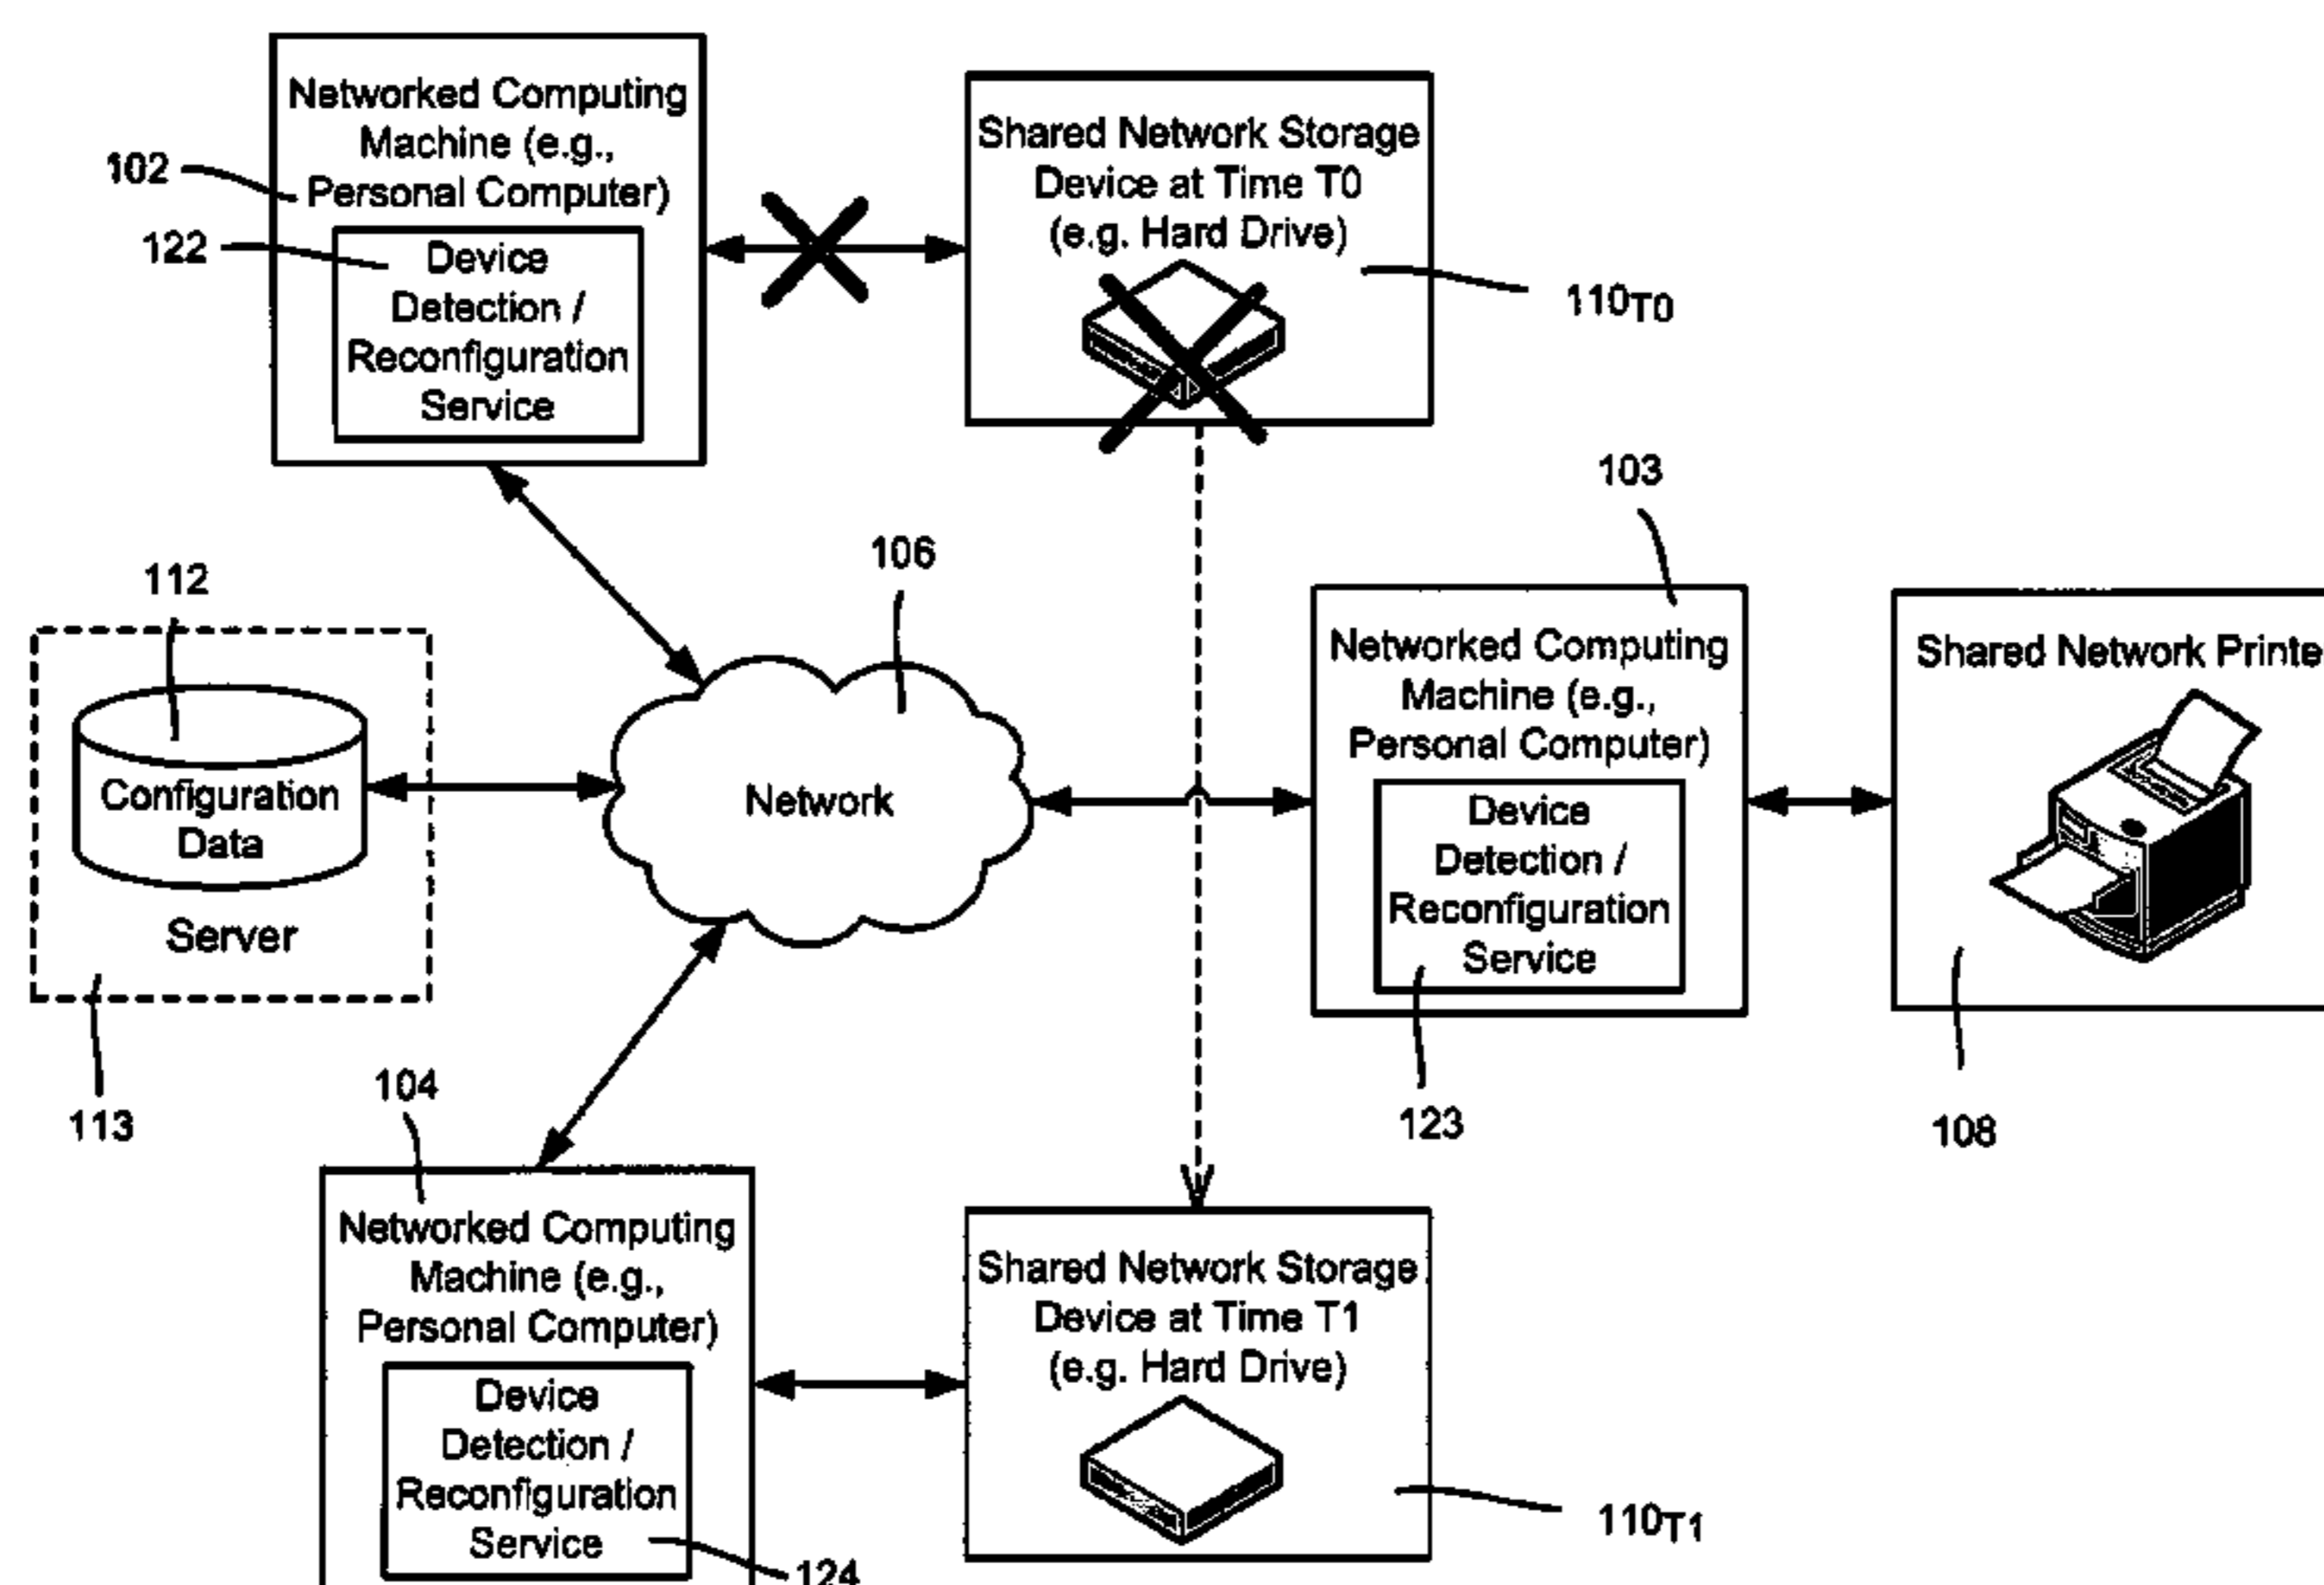 Networked Computing
Machine (e.g.,
Personal Computer)
102
122
Device
Detection /
Reconfiguration
Service
Shared Network Storage
Device at Time T0
(e.g. Hard Drive)
110T0
103
106
112
Configuration
Data
Server
113
Network
Networked Computing
Machine (e.g.,
Personal Computer)
Device
Detection /
Reconfiguration
Service
123
Shared Network Printe
108
104
Networked Computing
Machine (e.g.,
Personal Computer)
Device
Detection /
Reconfiguration
Service
124
Shared Network Storage
Device at Time T1
(e.g. Hard Drive)
110T1